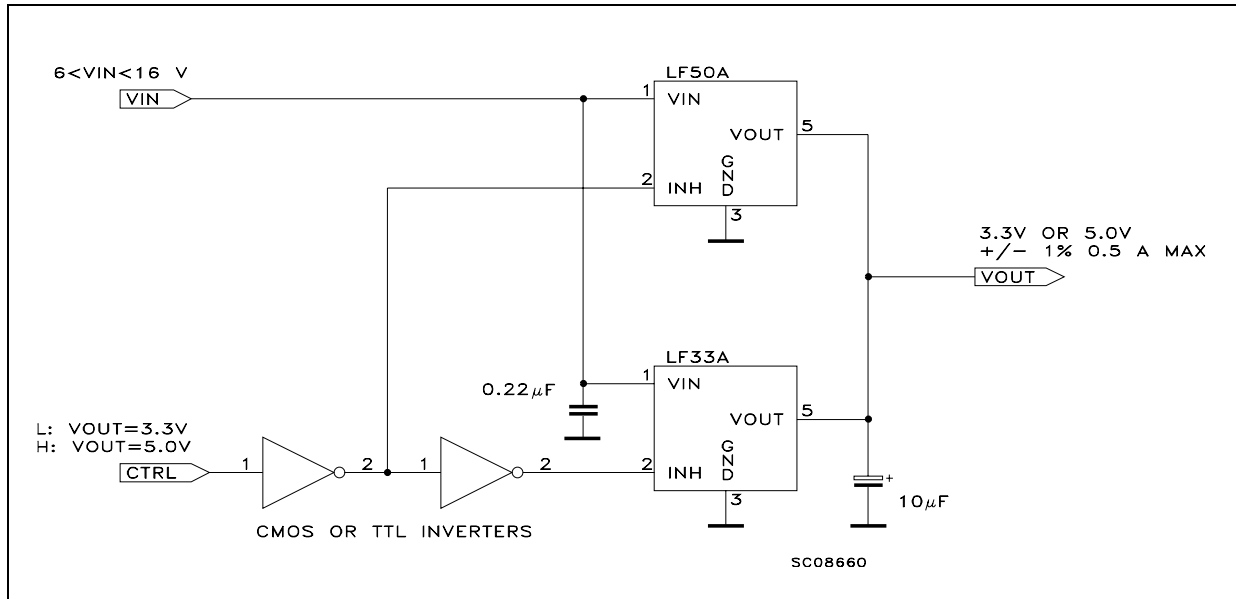 6<VIN<16 V
VIN
LF50A
1
VIN
VOUT
5
2
INH
GND
3
3.3V OR 5.0V
+/- 1% 0.5 A MAX
VOUT
LF33A
1
VIN
0.22µF
VOUT
5
L: VOUT=3.3V
H: VOUT=5.0V
CTRL
1
2
1
2
2
INH
GND
3
+
10µF
CMOS OR TTL INVERTERS
SC08660